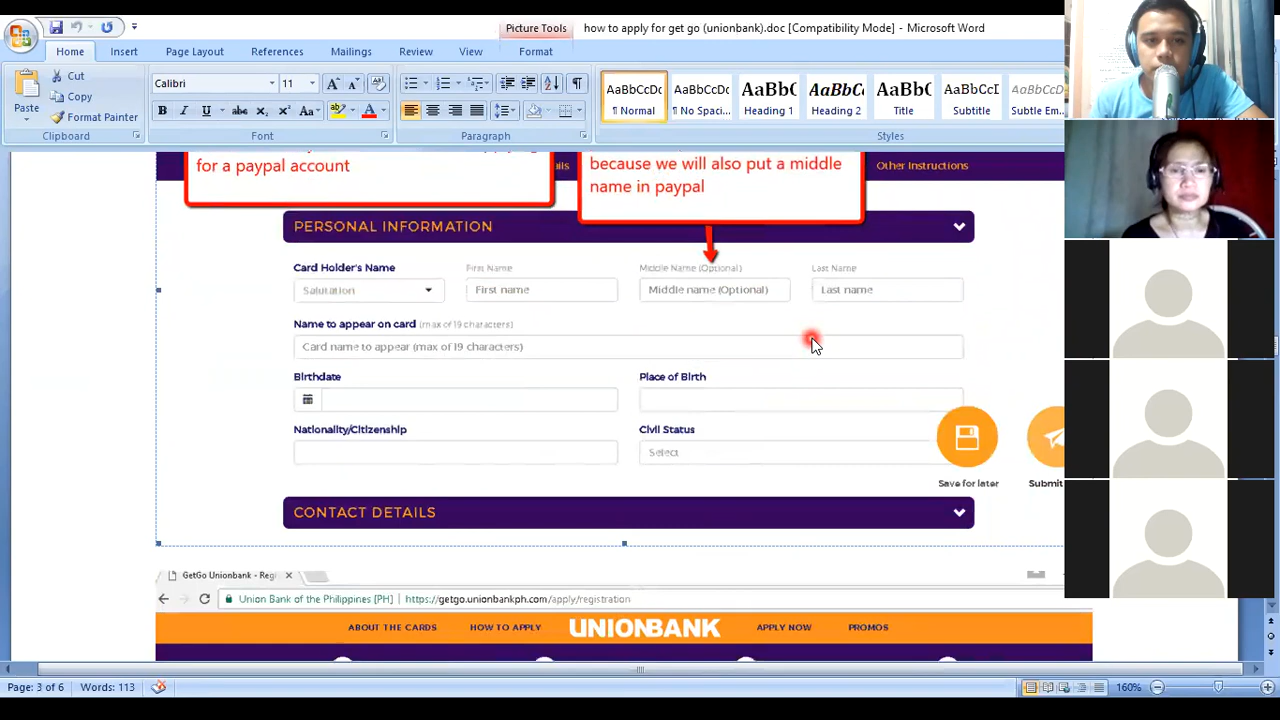 Picture Tools
how to apply for get go (unionbank).doc [Compatibility Mode] - Microsoft Word
Home Insert Page Layout References Mailings Review View Format
Paste
Cut
Copy
Format Painter
Clipboard
Calibri 11
Font
Paragraph
AaBbCcDc AaBbCcDc AaBbC AaBbCc AaBbC AaBbCcI AaBbCcD
¶ Normal ¶ No Spaci... Heading 1 Heading 2 Title Subtitle Subtle Em...
Styles
for a paypal account
because we will also put a middle
name in paypal
Other Instructions
PERSONAL INFORMATION
Card Holder's Name First Name Middle Name (Optional) Last Name
Salutation First name Middle name (Optional) Last name
Name to appear on card (max of 19 characters)
Card name to appear (max of 19 characters)
Birthdate Place of Birth
Nationality/Citizenship Civil Status
Select
Save for later Submit
CONTACT DETAILS
GetGo Unionbank - Regi
Union Bank of the Philippines [PH] https://getgo.unionbankph.com/apply/registration
ABOUT THE CARDS HOW TO APPLY UNIONBANK APPLY NOW PROMOS
Page: 3 of 6 Words: 113 160%